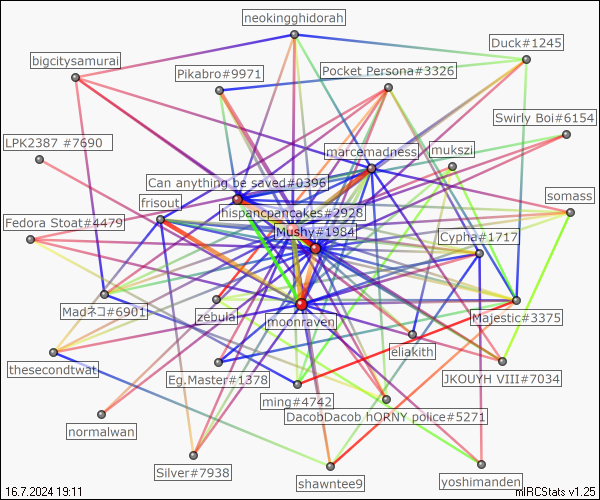 neokingghidorah
Duck#1245
bigcitysamurai
Pikabro#9971
Pocket Persona#3326
Swirly Boi#6154
LPK2387 #7690
marcemadness
mukszi
Can anything be saved#0396
frisout
somass
hispancpancakes#2928
Fedora Stoat#4479
Mushy#1984
Cypha#1717
Madネコ#6901
zebula
moonraven
Majestic#3375
eliakith
thesecondtwat
Eg.Master#1378
JKOUYH VIII#7034
ming#4742
DacobDacob hORNY police#5271
normalwan
Silver#7938
shawntee9
yoshimanden
16.7.2024 19:11
mIRCStats v1.25